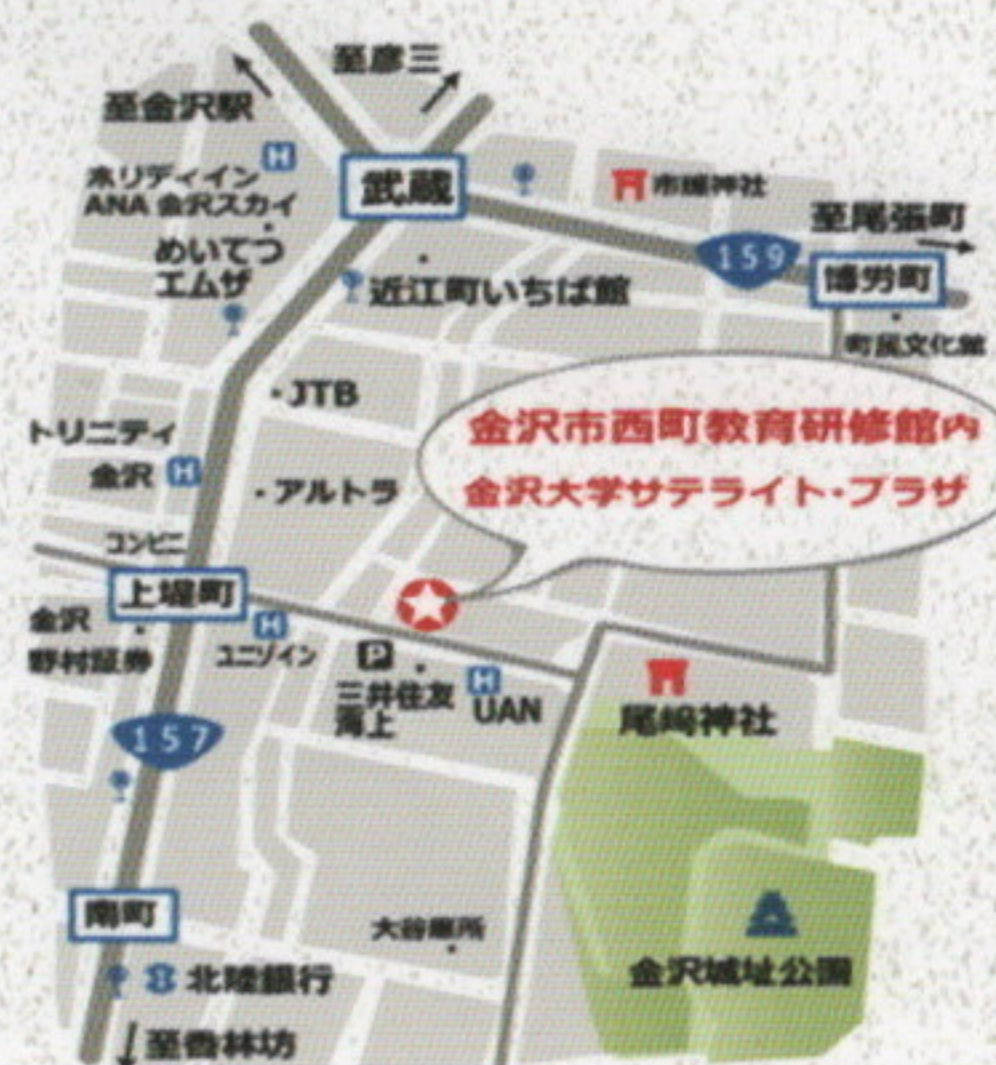 至彦三
至金沢駅
H
ホリディイン
ANA 金沢スカイ
武蔵
市媛神社
至尾張町
159
博労町
めいてつ
エムザ
近江町いちば館
町民文化館
・JTB
金沢市西町教育研修館内
金沢大学サテライト・プラザ
トリニティ
金沢 H
・アルトラ
コンビニ
上堤町
金沢
野村証券
H
ユニゾイン
P
三井住友
海上
H
UAN
尾﨑神社
157
南町
大谷廟所
金沢城址公園
北陸銀行
至香林坊